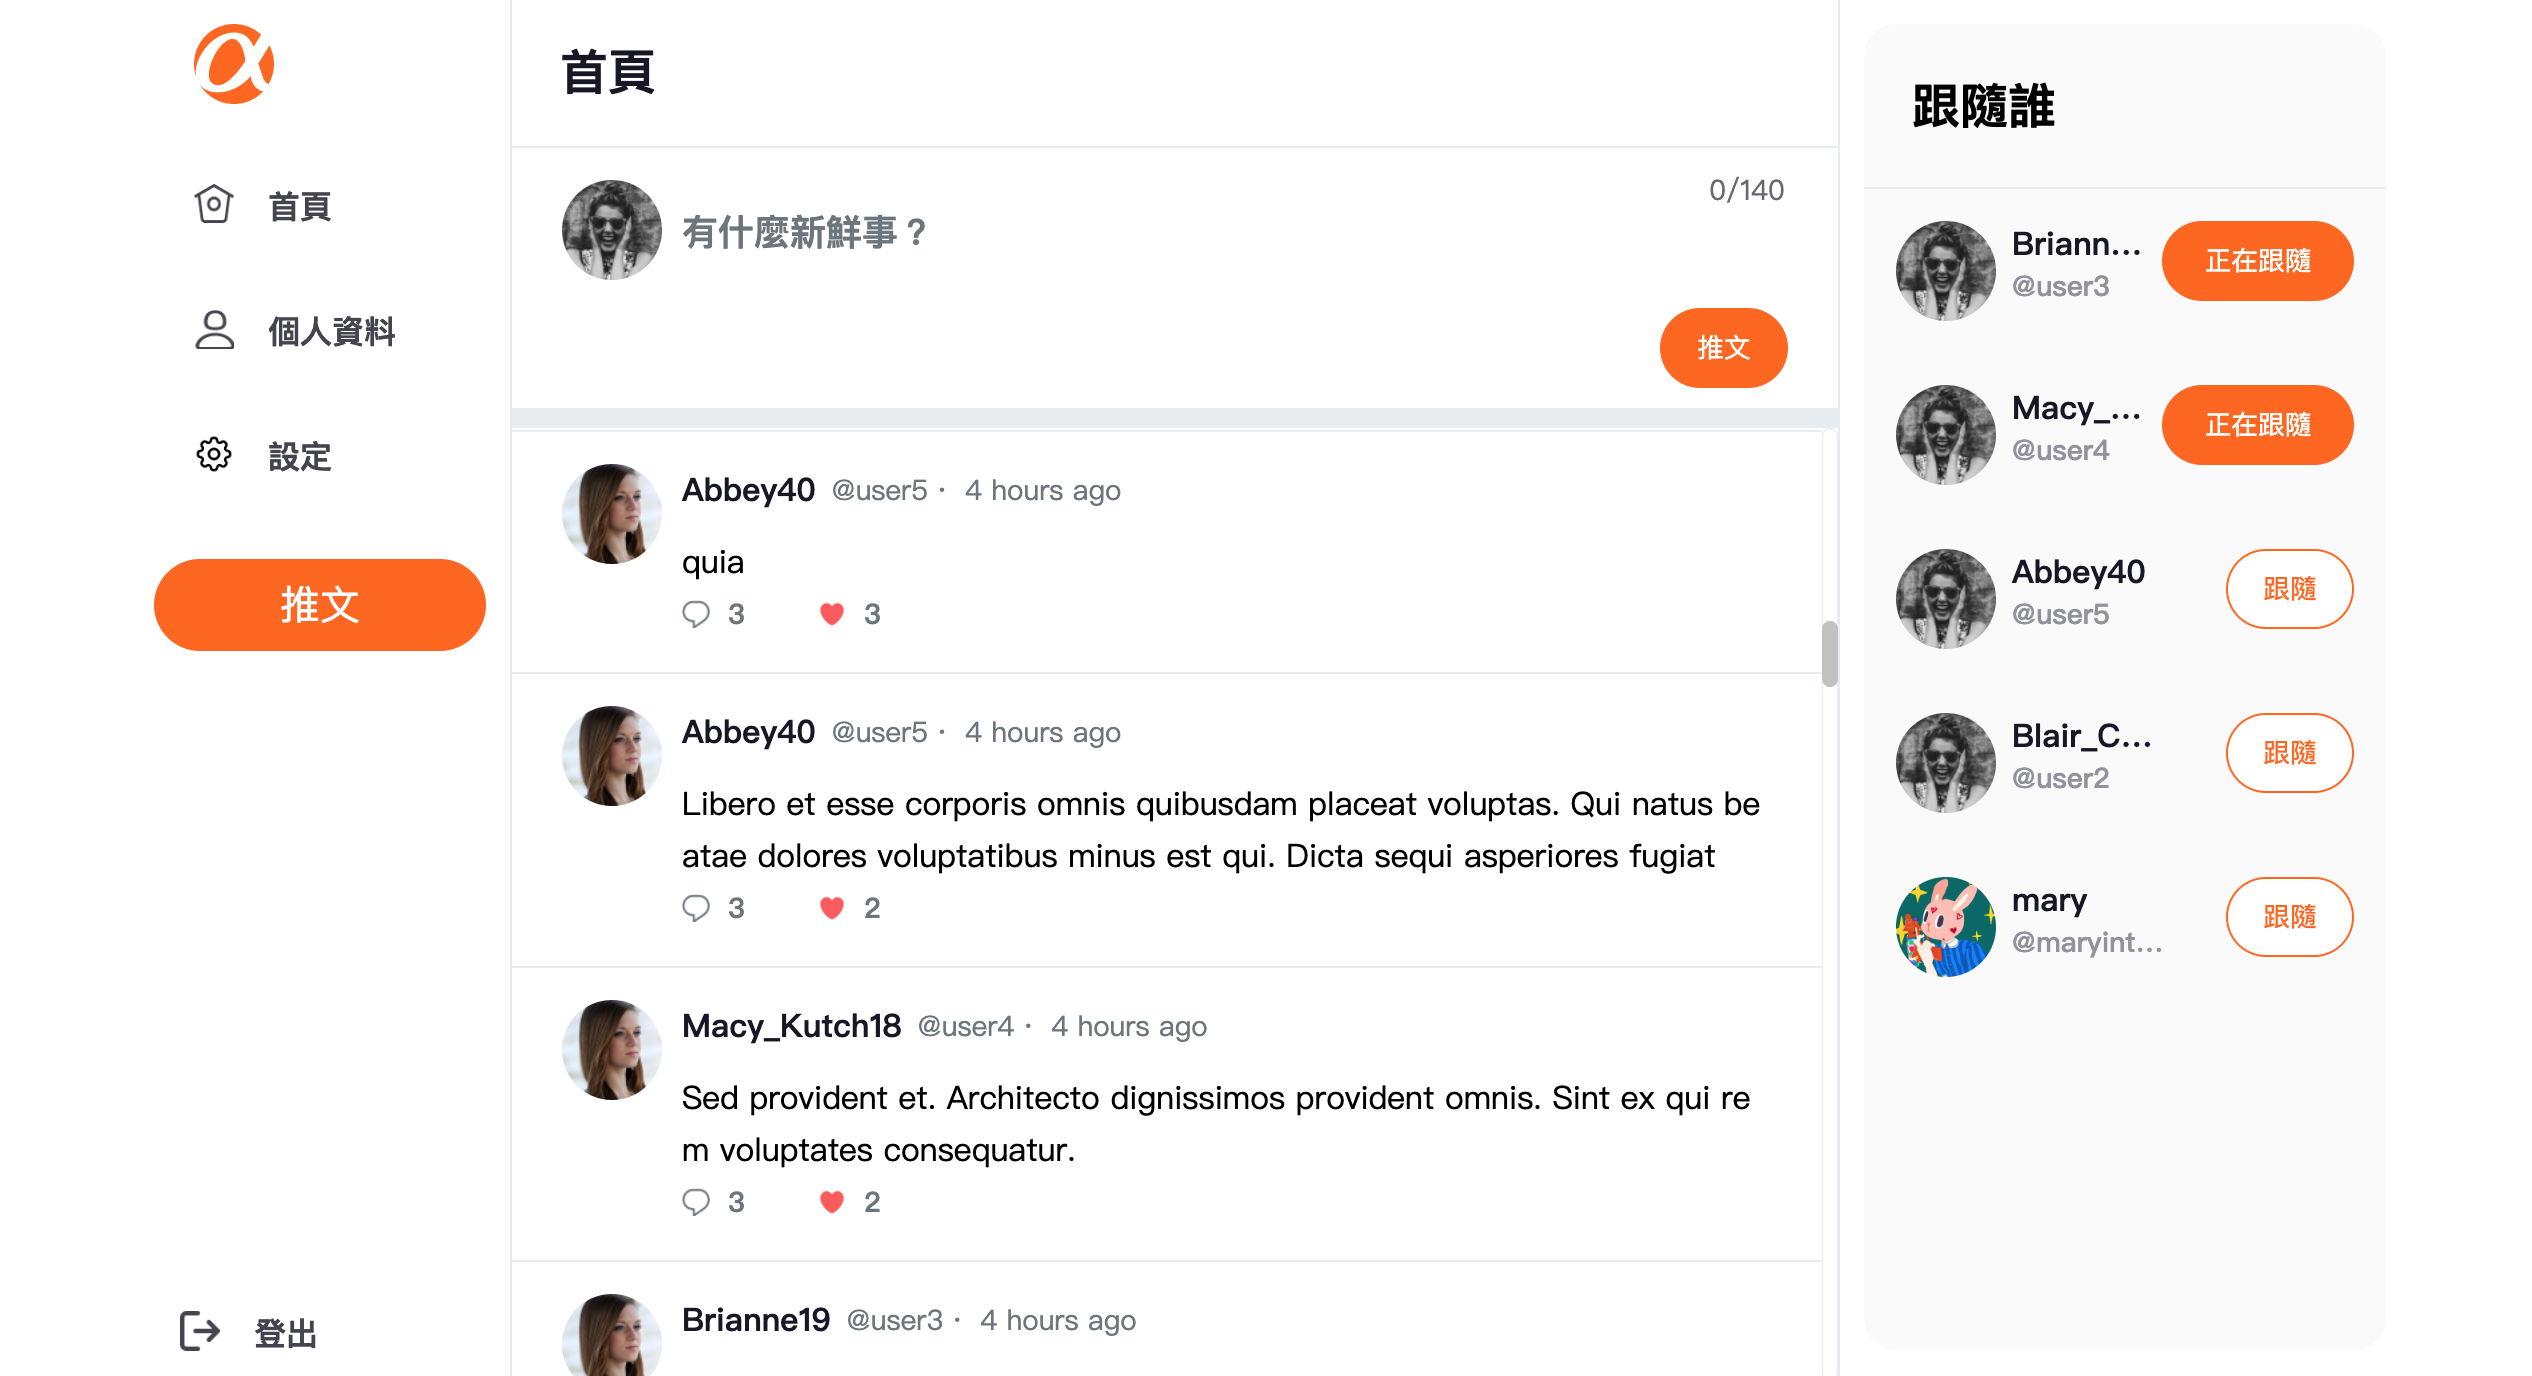 首頁
個人資料
設定
推文
登出
首頁
0/140
有什麼新鮮事？
推文
Abbey40 @user5 · 4 hours ago
quia
3 3
Abbey40 @user5 · 4 hours ago
Libero et esse corporis omnis quibusdam placeat voluptas. Qui natus be
atae dolores voluptatibus minus est qui. Dicta sequi asperiores fugiat
3 2
Macy_Kutch18 @user4 · 4 hours ago
Sed provident et. Architecto dignissimos provident omnis. Sint ex qui re
m voluptates consequatur.
3 2
Brianne19 @user3 · 4 hours ago
跟隨誰
Briann...
@user3
正在跟隨
Macy_...
@user4
正在跟隨
Abbey40
@user5
跟隨
Blair_C...
@user2
跟隨
mary
@maryint...
跟隨